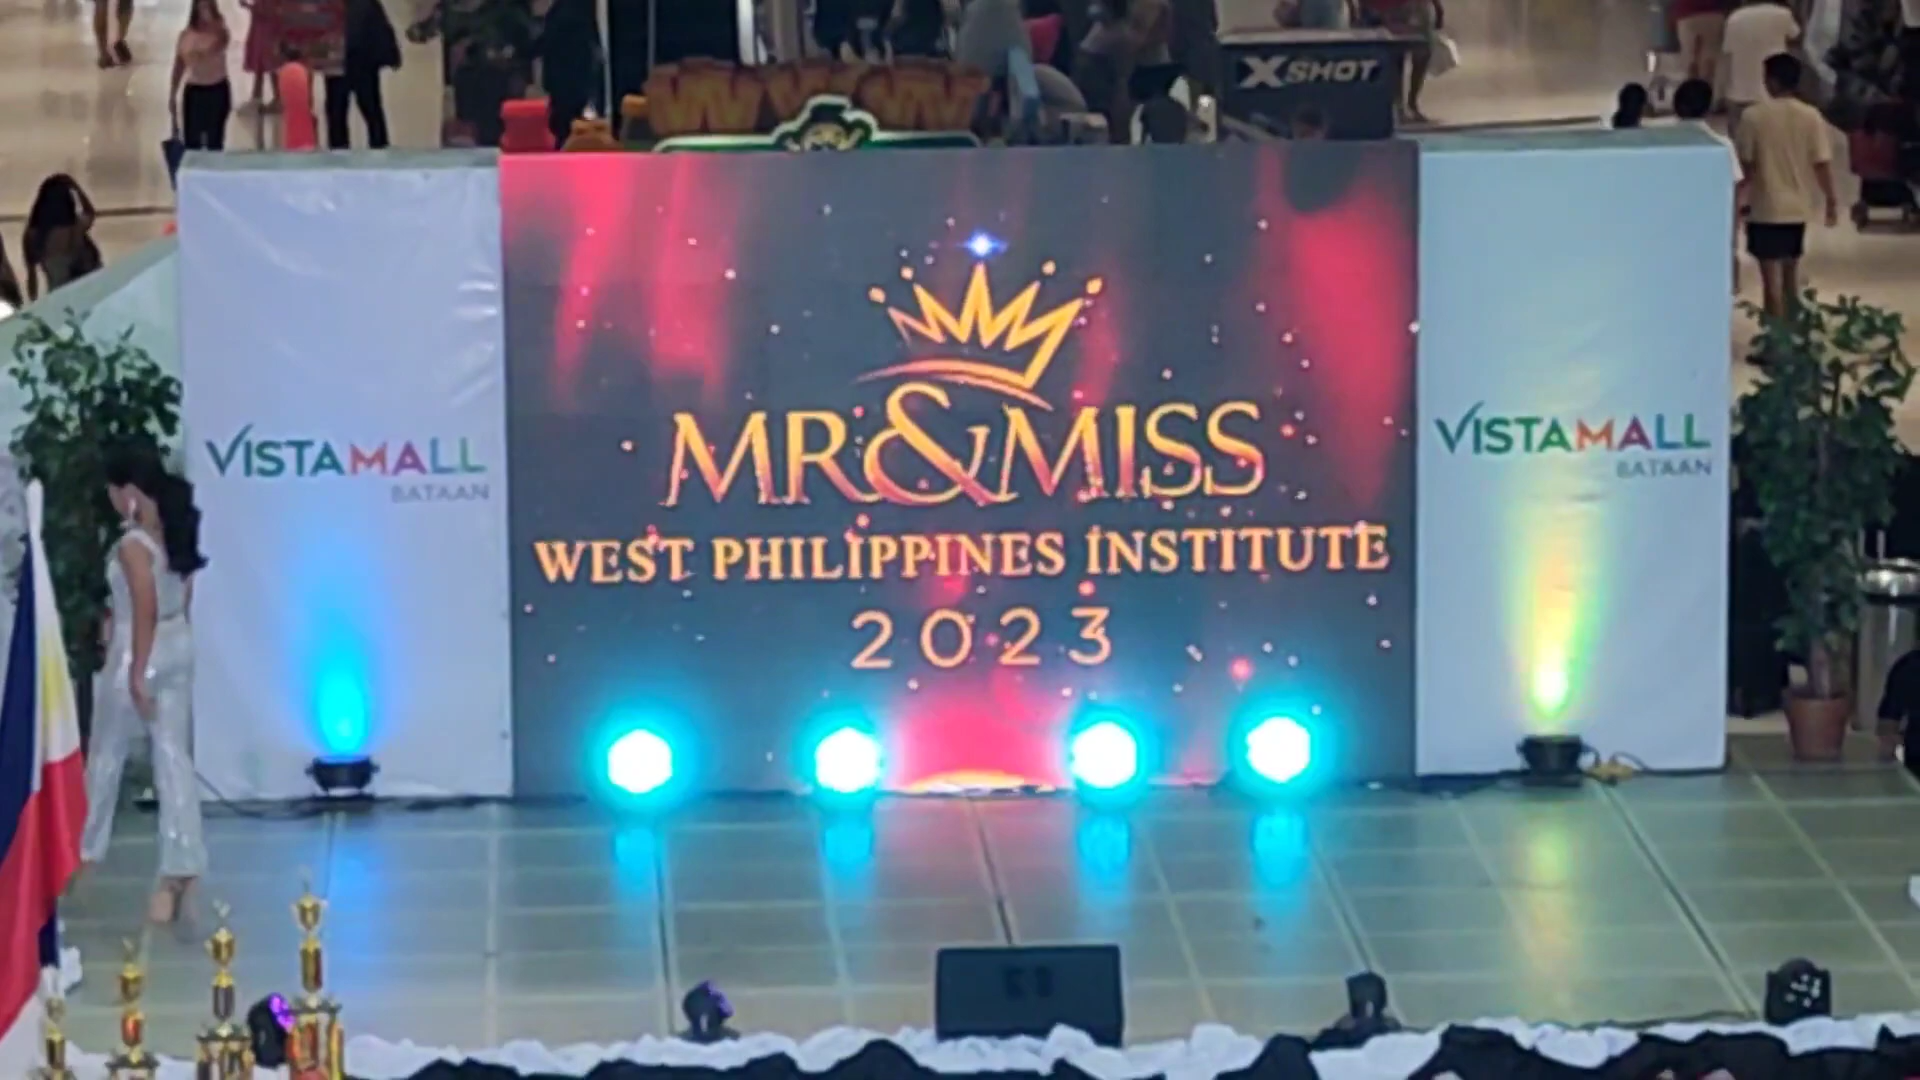 XSHOT
MR&MISS
WEST PHILIPPINES INSTITUTE
2023
VISTAMALL
BATAAN
VISTAMALL
BATAAN